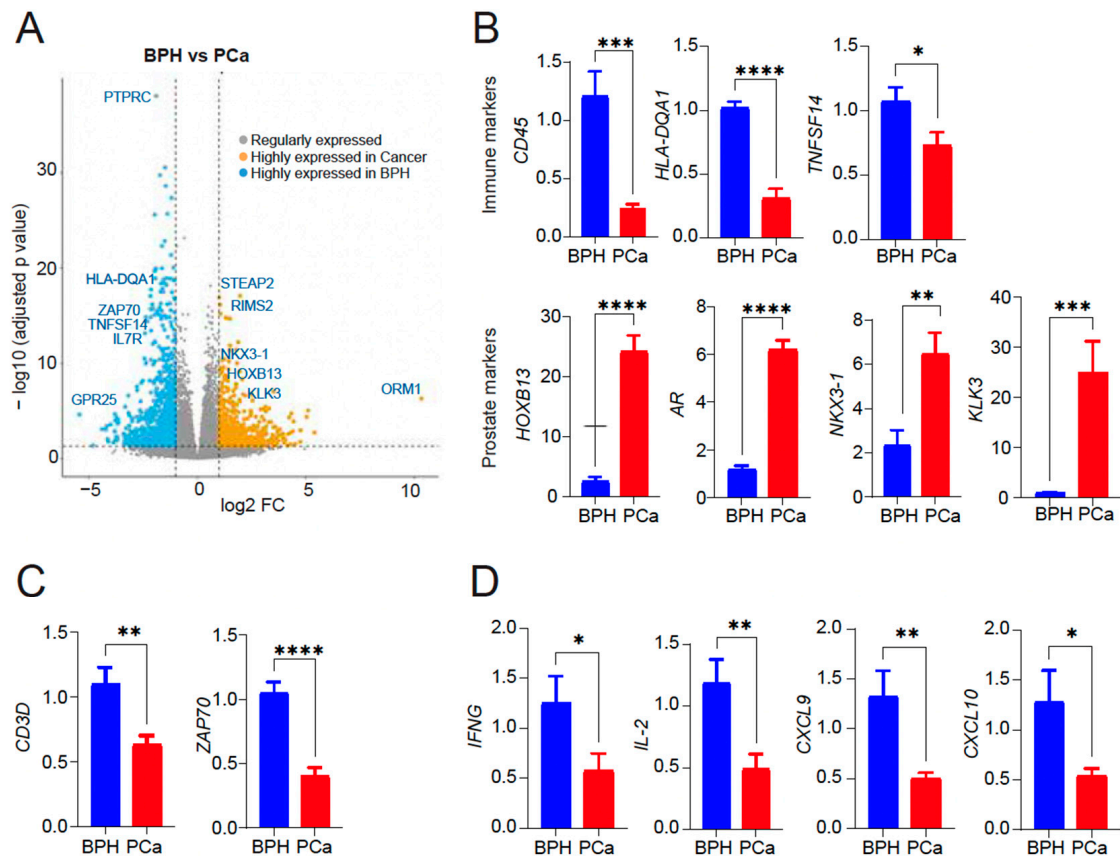 A
BPH vs PCa
PTPRC
Regularly expressed
Highly expressed in Cancer
Highly expressed in BPH
HLA-DQA1
STEAP2
ZAP70
RIMS2
TNFSF14
IL7R
NKX3-1
HOXB13
KLK3
GPR25
ORM1
− log10 (adjusted p value)
30
20
10
0
−5
0
5
10
log2 FC
B
Immune markers
CD45
1.5
1.0
0.5
0.0
***
BPH PCa
HLA-DQA1
1.5
1.0
0.5
0.0
****
BPH PCa
TNFSF14
1.5
1.0
0.5
0.0
*
BPH PCa
Prostate markers
HOXB13
30
20
10
0
****
BPH PCa
AR
8
6
4
2
0
****
BPH PCa
NKX3-1
8
6
4
2
0
**
BPH PCa
KLK3
40
30
20
10
0
***
BPH PCa
C
CD3D
1.5
1.0
0.5
0.0
**
BPH PCa
ZAP70
1.5
1.0
0.5
0.0
****
BPH PCa
D
IFNG
2.0
1.5
1.0
0.5
0.0
*
BPH PCa
IL-2
1.5
1.0
0.5
0.0
**
BPH PCa
CXCL9
2.0
1.5
1.0
0.5
0.0
**
BPH PCa
CXCL10
2.0
1.5
1.0
0.5
0.0
*
BPH PCa